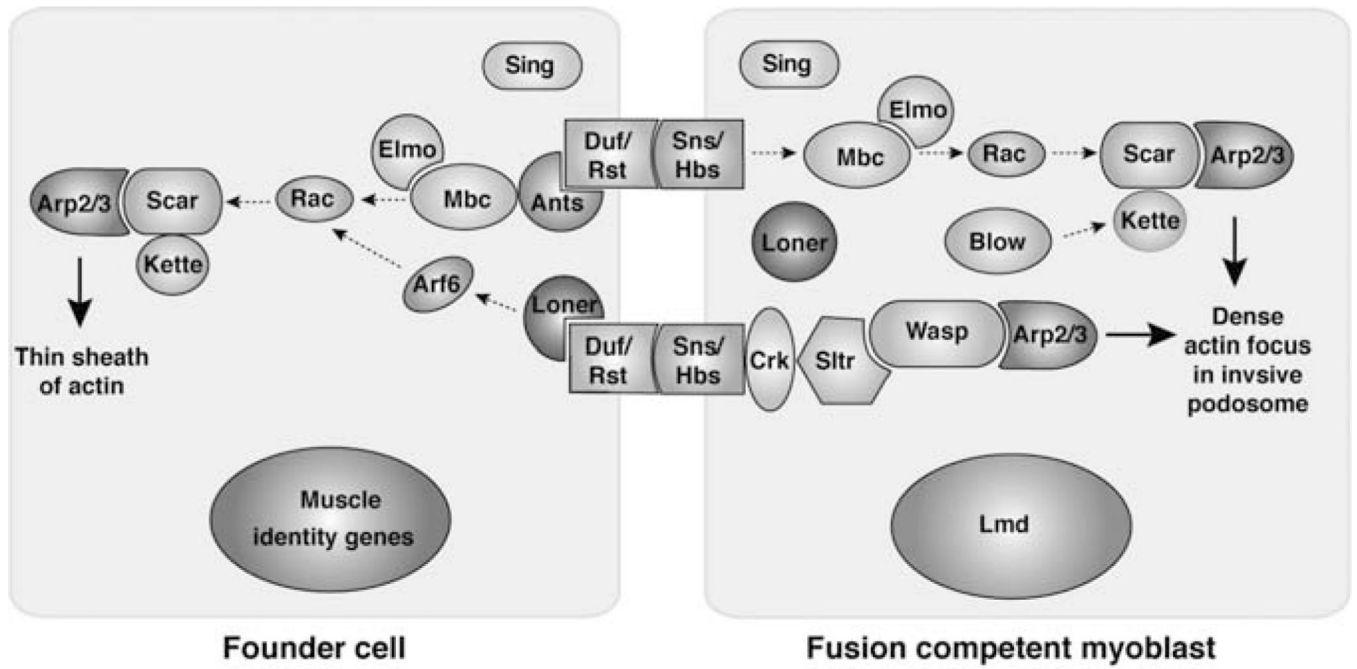 Sing
Elmo
Duf/
Rst
Sns/
Hbs
Arp2/3
Scar
Rac
Mbc
Ants
Kette
Arf6
Loner
Duf/
Rst
Sns/
Hbs
Thin sheath
of actin
Muscle
identity genes
Founder cell
Sing
Elmo
Mbc
Rac
Scar
Arp2/3
Loner
Blow
Kette
Crk
Sltr
Wasp
Arp2/3
Dense
actin focus
in invsive
podosome
Lmd
Fusion competent myoblast